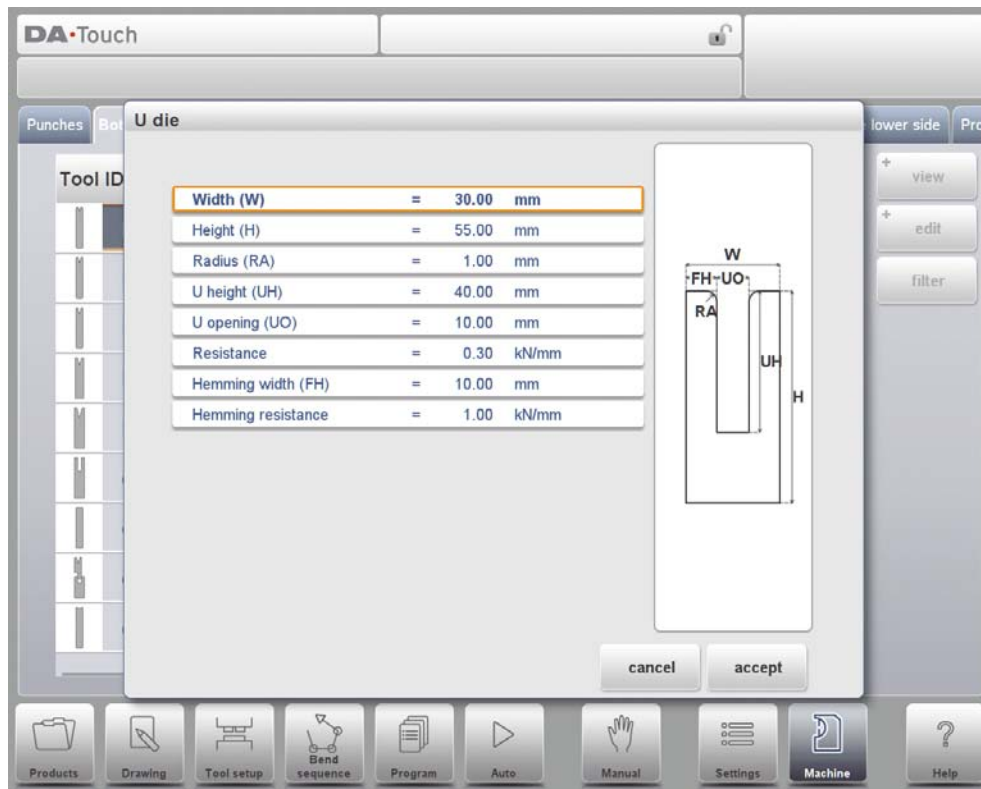 DA•Touch
Punches Bot lower side Pro
U die
Tool ID
Width (W) = 30.00 mm
Height (H) = 55.00 mm
Radius (RA) = 1.00 mm
U height (UH) = 40.00 mm
U opening (UO) = 10.00 mm
Resistance = 0.30 kN/mm
Hemming width (FH) = 10.00 mm
Hemming resistance = 1.00 kN/mm
W
FH UO
RA
UH
H
+ view
+ edit
filter
cancel accept
Products Drawing Tool setup Bend sequence Program Auto Manual Settings Machine Help